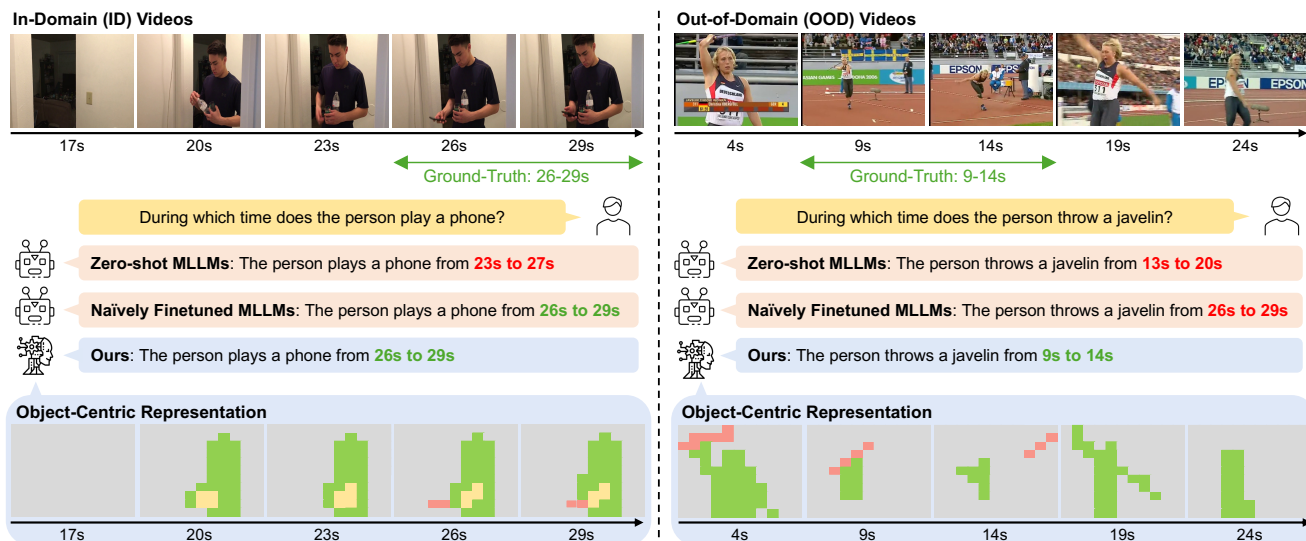 In-Domain (ID) Videos
17s
20s
23s
26s
29s
Ground-Truth: 26-29s
During which time does the person play a phone?
Zero-shot MLLMs: The person plays a phone from 23s to 27s
Naïvely Finetuned MLLMs: The person plays a phone from 26s to 29s
Ours: The person plays a phone from 26s to 29s
Object-Centric Representation
17s
20s
23s
26s
29s
Out-of-Domain (OOD) Videos
EPSON
EPSON
4s
9s
14s
19s
24s
Ground-Truth: 9-14s
During which time does the person throw a javelin?
Zero-shot MLLMs: The person throws a javelin from 13s to 20s
Naïvely Finetuned MLLMs: The person throws a javelin from 26s to 29s
Ours: The person throws a javelin from 9s to 14s
Object-Centric Representation
4s
9s
14s
19s
24s